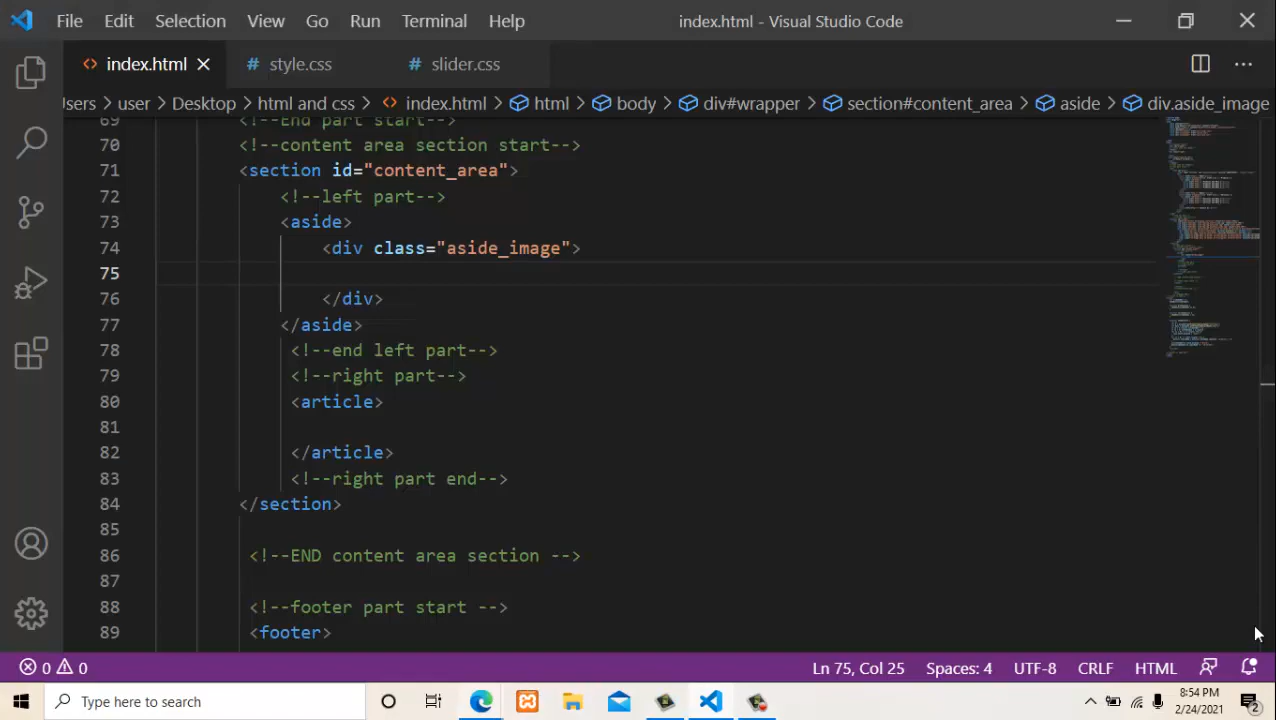 File Edit Selection View Go Run Terminal Help index.html - Visual Studio Code
index.html style.css slider.css
Users > user > Desktop > html and css > index.html > html > body > div#wrapper > section#content_area > aside > div.aside_image
69 <!--End part start-->
70 <!--content area section start-->
71 <section id="content_area">
72 <!--left part-->
73 <aside>
74 <div class="aside_image">
75
76 </div>
77 </aside>
78 <!--end left part-->
79 <!--right part-->
80 <article>
81
82 </article>
83 <!--right part end-->
84 </section>
85
86 <!--END content area section -->
87
88 <!--footer part start -->
89 <footer>
0 0 Ln 75, Col 25 Spaces: 4 UTF-8 CRLF HTML
Type here to search
8:54 PM
2/24/2021
2